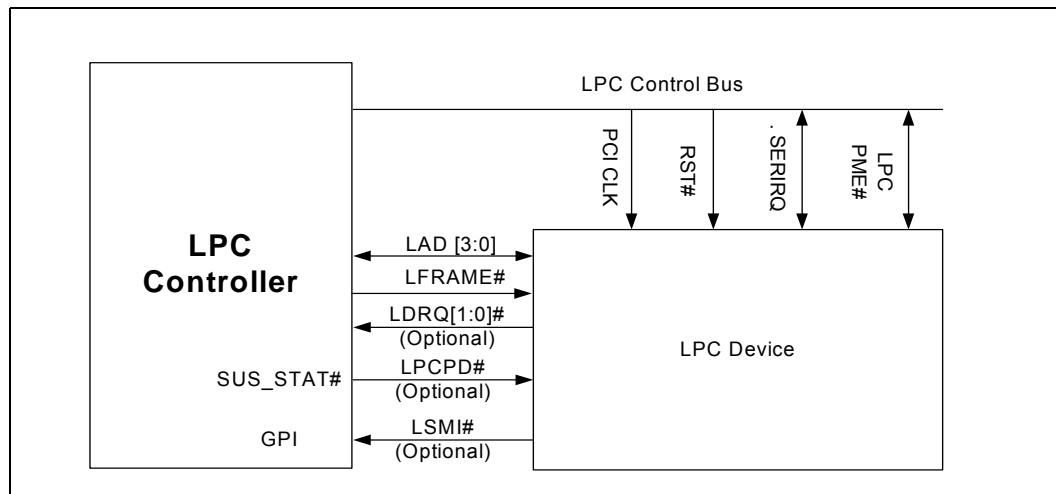 LPC Control Bus
PCI CLK
RST#
. SERIRQ
LPC
PME#
LPC
Controller
LAD [3:0]
LFRAME#
LDRQ[1:0]#
(Optional)
SUS_STAT#
LPCPD#
(Optional)
GPI
LSMI#
(Optional)
LPC Device